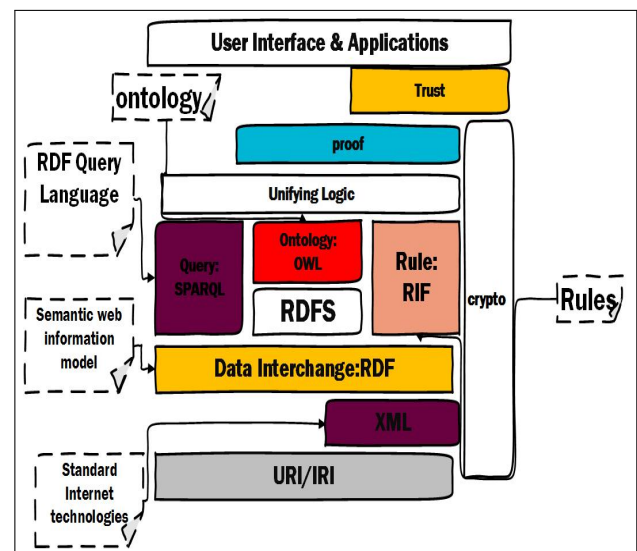 User Interface & Applications
Trust
ontology
proof
RDF Query
Language
Unifying Logic
Query:
SPARQL
Ontology:
OWL
Rule:
RIF
RDFS
crypto
Rules
Semantic web
information
model
Data Interchange:RDF
XML
Standard
Internet
technologies
URI/IRI